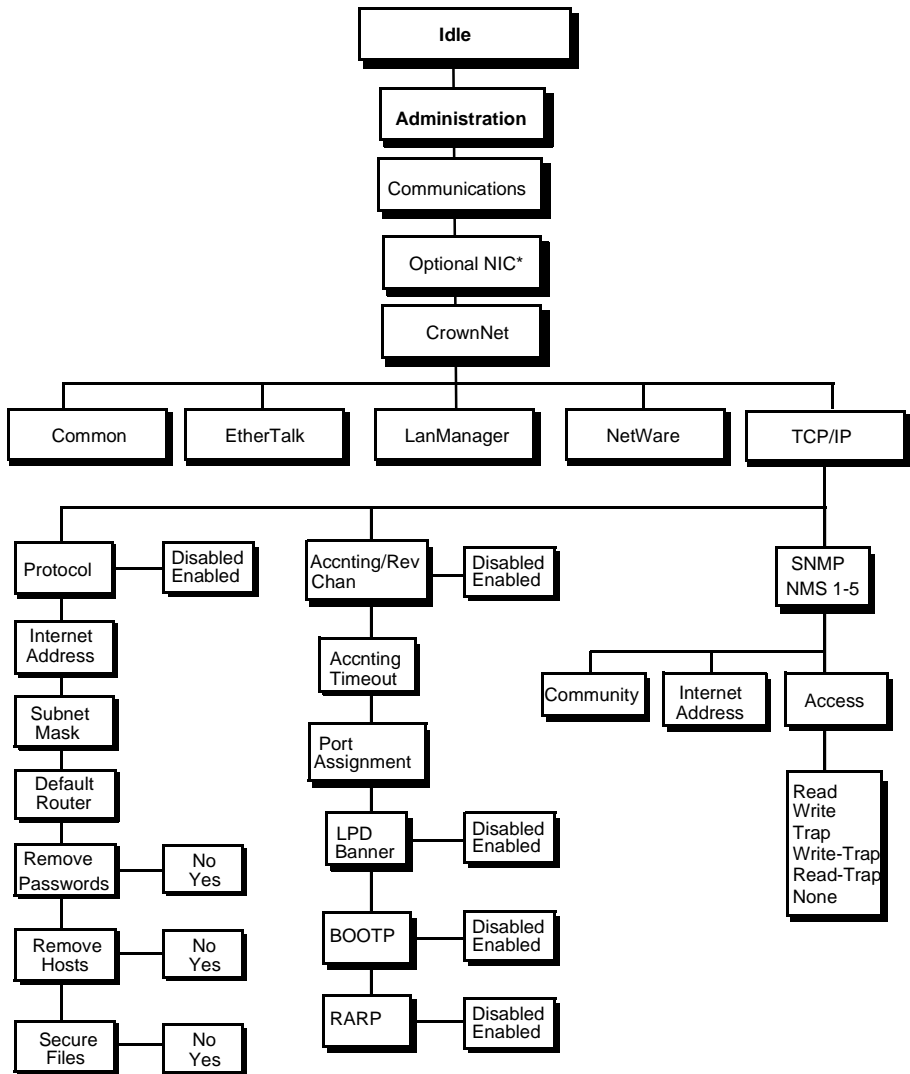 Idle
Administration
Communications
Optional NIC*
CrownNet
Common
EtherTalk
LanManager
NetWare
TCP/IP
Protocol
Disabled
Enabled
Internet
Address
Subnet
Mask
Default
Router
Remove
Passwords
No
Yes
Remove
Hosts
No
Yes
Secure
Files
No
Yes
Accnting/Rev
Chan
Disabled
Enabled
Accnting
Timeout
Port
Assignment
LPD
Banner
Disabled
Enabled
BOOTP
Disabled
Enabled
RARP
Disabled
Enabled
SNMP
NMS 1-5
Community
Internet
Address
Access
Read
Write
Trap
Write-Trap
Read-Trap
None